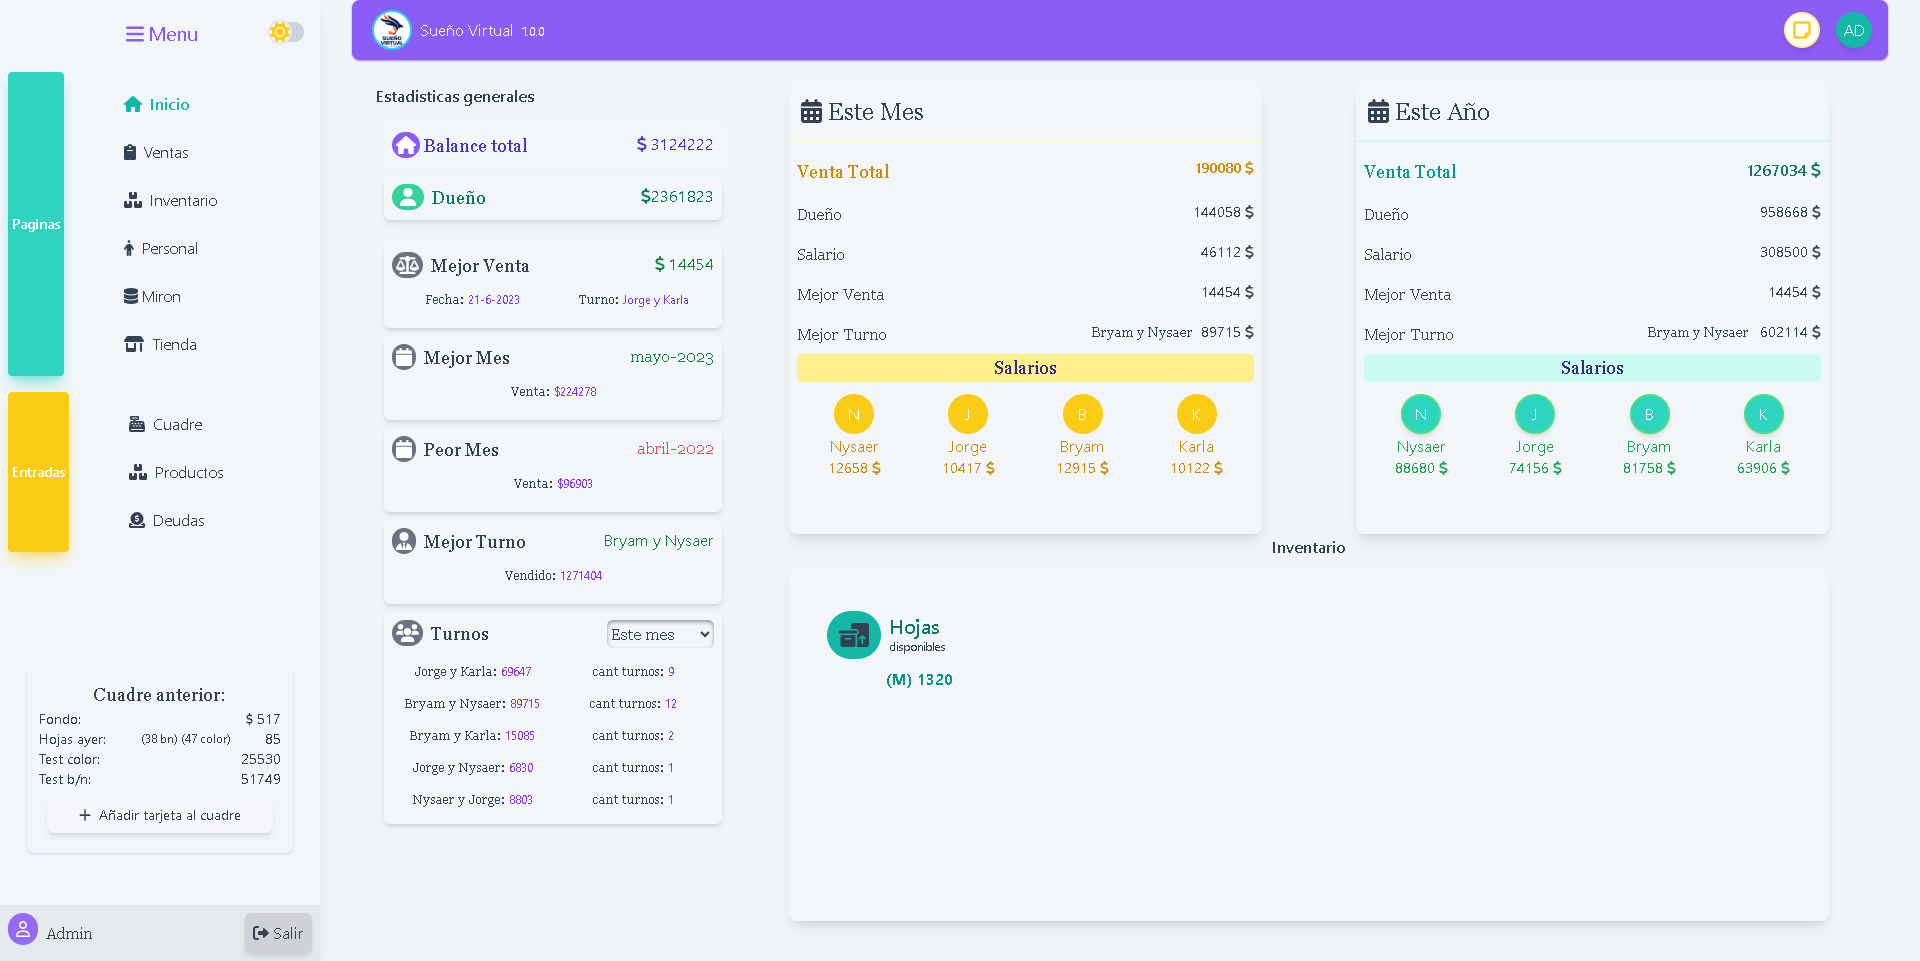 Menu
Paginas
Inicio
Ventas
Inventario
Personal
Miron
Tienda
Entradas
Cuadre
Productos
Deudas
Cuadre anterior:
Fondo: $ 517
Hojas ayer: (38 bn) (47 color) 85
Test color: 25530
Test b/n: 51749
+ Añadir tarjeta al cuadre
Admin
Salir
SUEÑO
VIRTUAL
Sueño Virtual 1.0.0
AD
Estadisticas generales
Balance total $ 3124222
Dueño $2361823
Mejor Venta $ 14454
Fecha: 21-6-2023 Turno: Jorge y Karla
Mejor Mes mayo-2023
Venta: $224278
Peor Mes abril-2022
Venta: $96903
Mejor Turno Bryam y Nysaer
Vendido: 1271404
Turnos Este mes
Jorge y Karla: 69647 cant turnos: 9
Bryam y Nysaer: 89715 cant turnos: 12
Bryam y Karla: 15085 cant turnos: 2
Jorge y Nysaer: 6830 cant turnos: 1
Nysaer y Jorge: 8803 cant turnos: 1
Este Mes
Venta Total 190080 $
Dueño 144058 $
Salario 46112 $
Mejor Venta 14454 $
Mejor Turno Bryam y Nysaer 89715 $
Salarios
N J B K
Nysaer Jorge Bryam Karla
12658 $ 10417 $ 12915 $ 10122 $
Este Año
Venta Total 1267034 $
Dueño 958668 $
Salario 308500 $
Mejor Venta 14454 $
Mejor Turno Bryam y Nysaer 602114 $
Salarios
N J B K
Nysaer Jorge Bryam Karla
88680 $ 74156 $ 81758 $ 63906 $
Inventario
Hojas
disponibles
(M) 1320